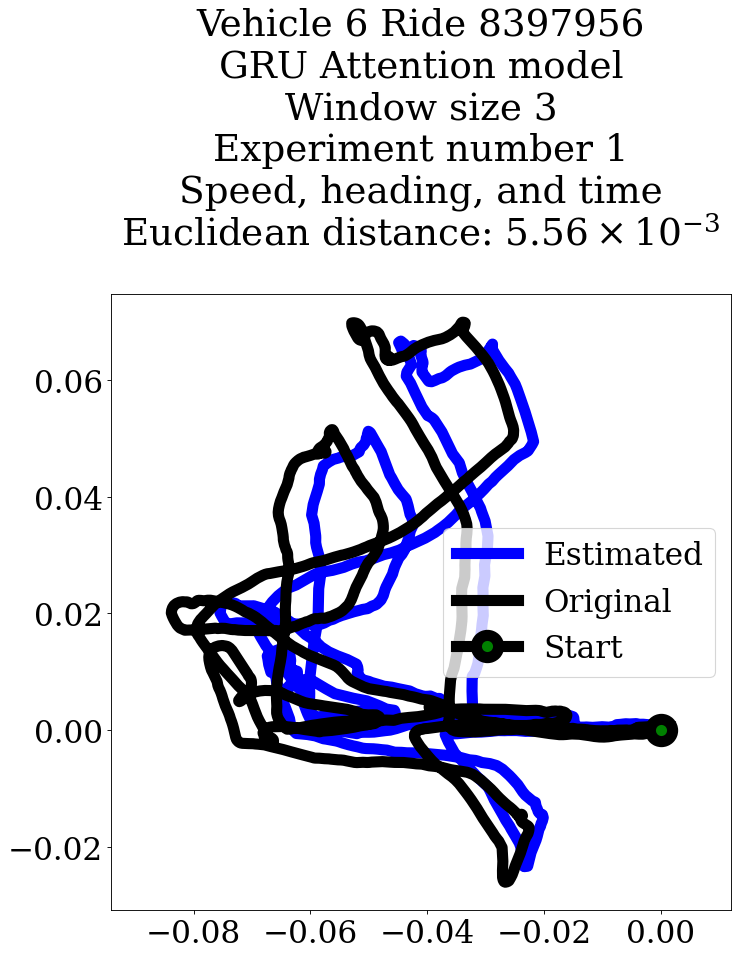 Vehicle 6 Ride 8397956
GRU Attention model
Window size 3
Experiment number 1
Speed, heading, and time
Euclidean distance: 5.56 × 10⁻³
0.06
0.04
0.02
0.00
−0.02
Estimated
Original
Start
−0.08 −0.06 −0.04 −0.02 0.00